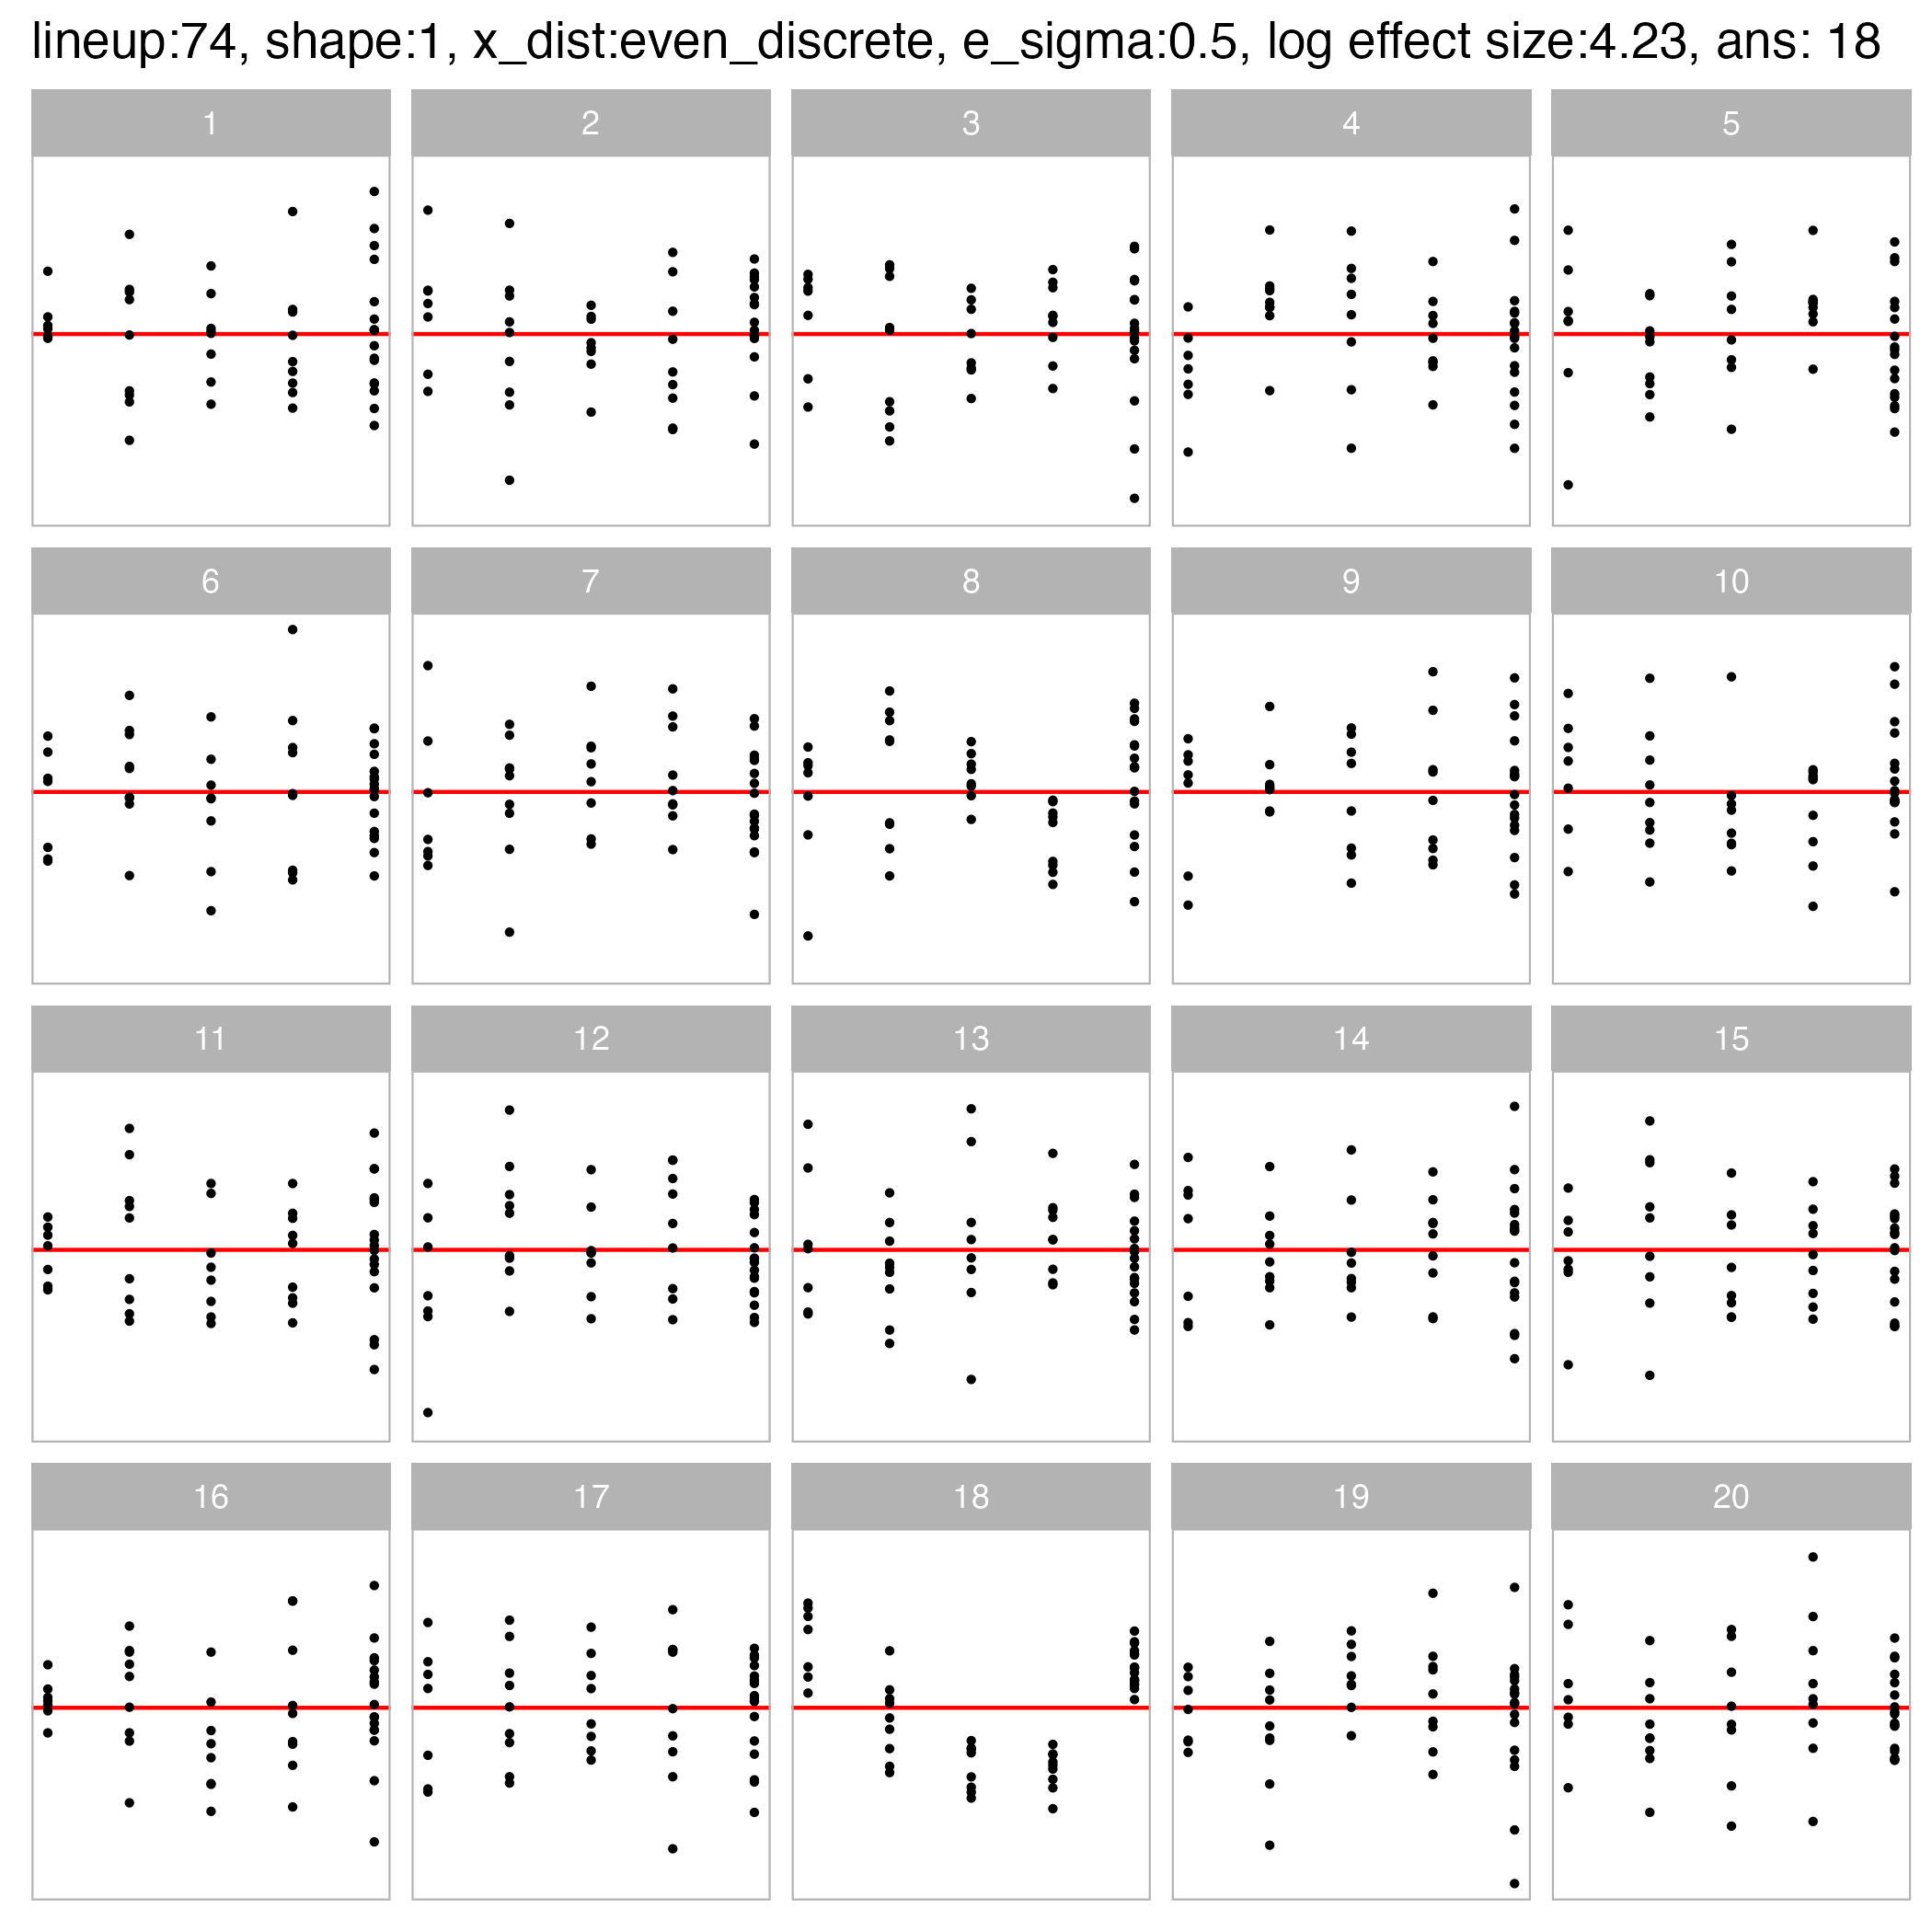 lineup:74, shape:1, x_dist:even_discrete, e_sigma:0.5, log effect size:4.23, ans: 18
1 2 3 4 5
6 7 8 9 10
11 12 13 14 15
16 17 18 19 20